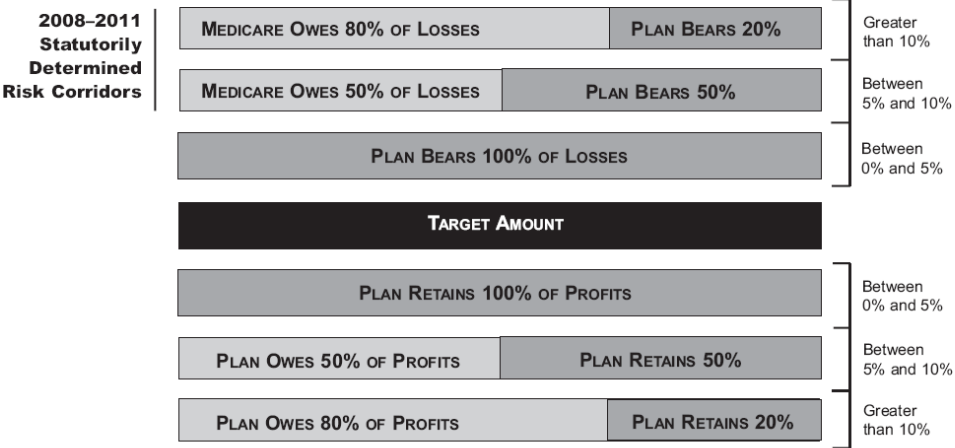 2008–2011
Statutorily
Determined
Risk Corridors
MEDICARE OWES 80% OF LOSSES
PLAN BEARS 20%
Greater
than 10%
MEDICARE OWES 50% OF LOSSES
PLAN BEARS 50%
Between
5% and 10%
PLAN BEARS 100% OF LOSSES
Between
0% and 5%
TARGET AMOUNT
PLAN RETAINS 100% OF PROFITS
Between
0% and 5%
PLAN OWES 50% OF PROFITS
PLAN RETAINS 50%
Between
5% and 10%
PLAN OWES 80% OF PROFITS
PLAN RETAINS 20%
Greater
than 10%